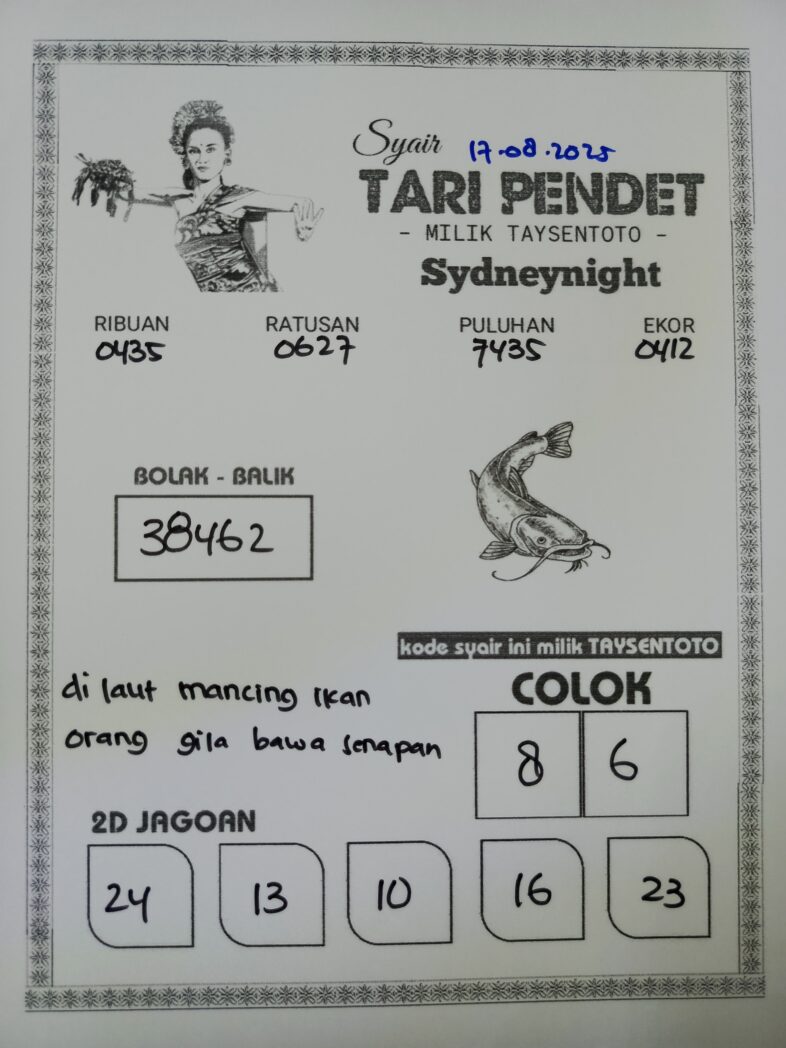 Syair 17.08.2025
TARI PENDET
- MILIK TAYSENTOTO -
Sydneynight
RIBUAN RATUSAN PULUHAN EKOR
0435 0627 7435 0412
BOLAK - BALIK
38462
kode syair ini milik TAYSENTOTO
di laut mancing ikan
orang gila bawa senapan
COLOK
8 6
2D JAGOAN
24 13 10 16 23